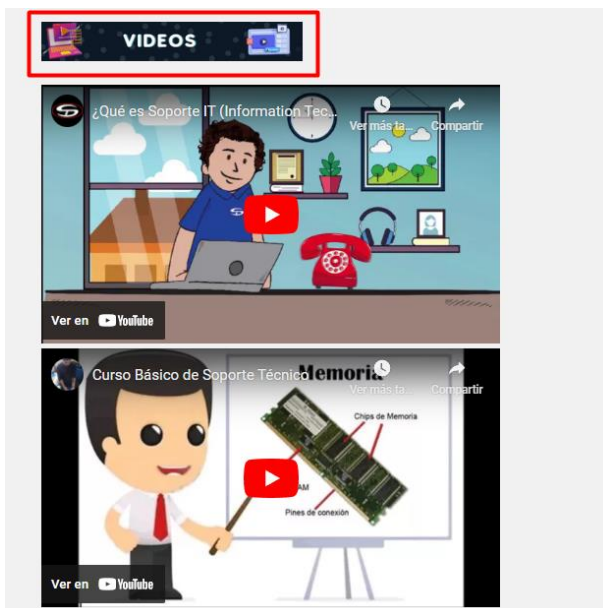 VIDEOS
¿Qué es Soporte IT (Information Tec...
Ver más ta...
Compartir
Ver en YouTube
Curso Básico de Soporte Técnico
Memoria
Ver más ta...
Compartir
Chips de Memoria
AM
Pines de conexión
Ver en YouTube